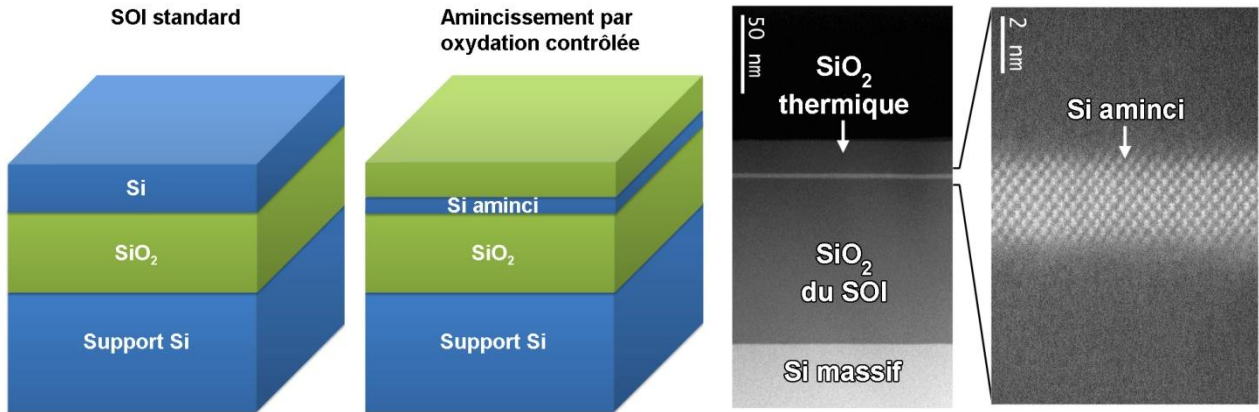 SOI standard
Amincissement par
oxydation contrôlée
Si
SiO₂
Support Si
Si aminci
SiO₂
Support Si
50 nm
SiO₂
thermique
SiO₂
du SOI
Si massif
2 nm
Si aminci